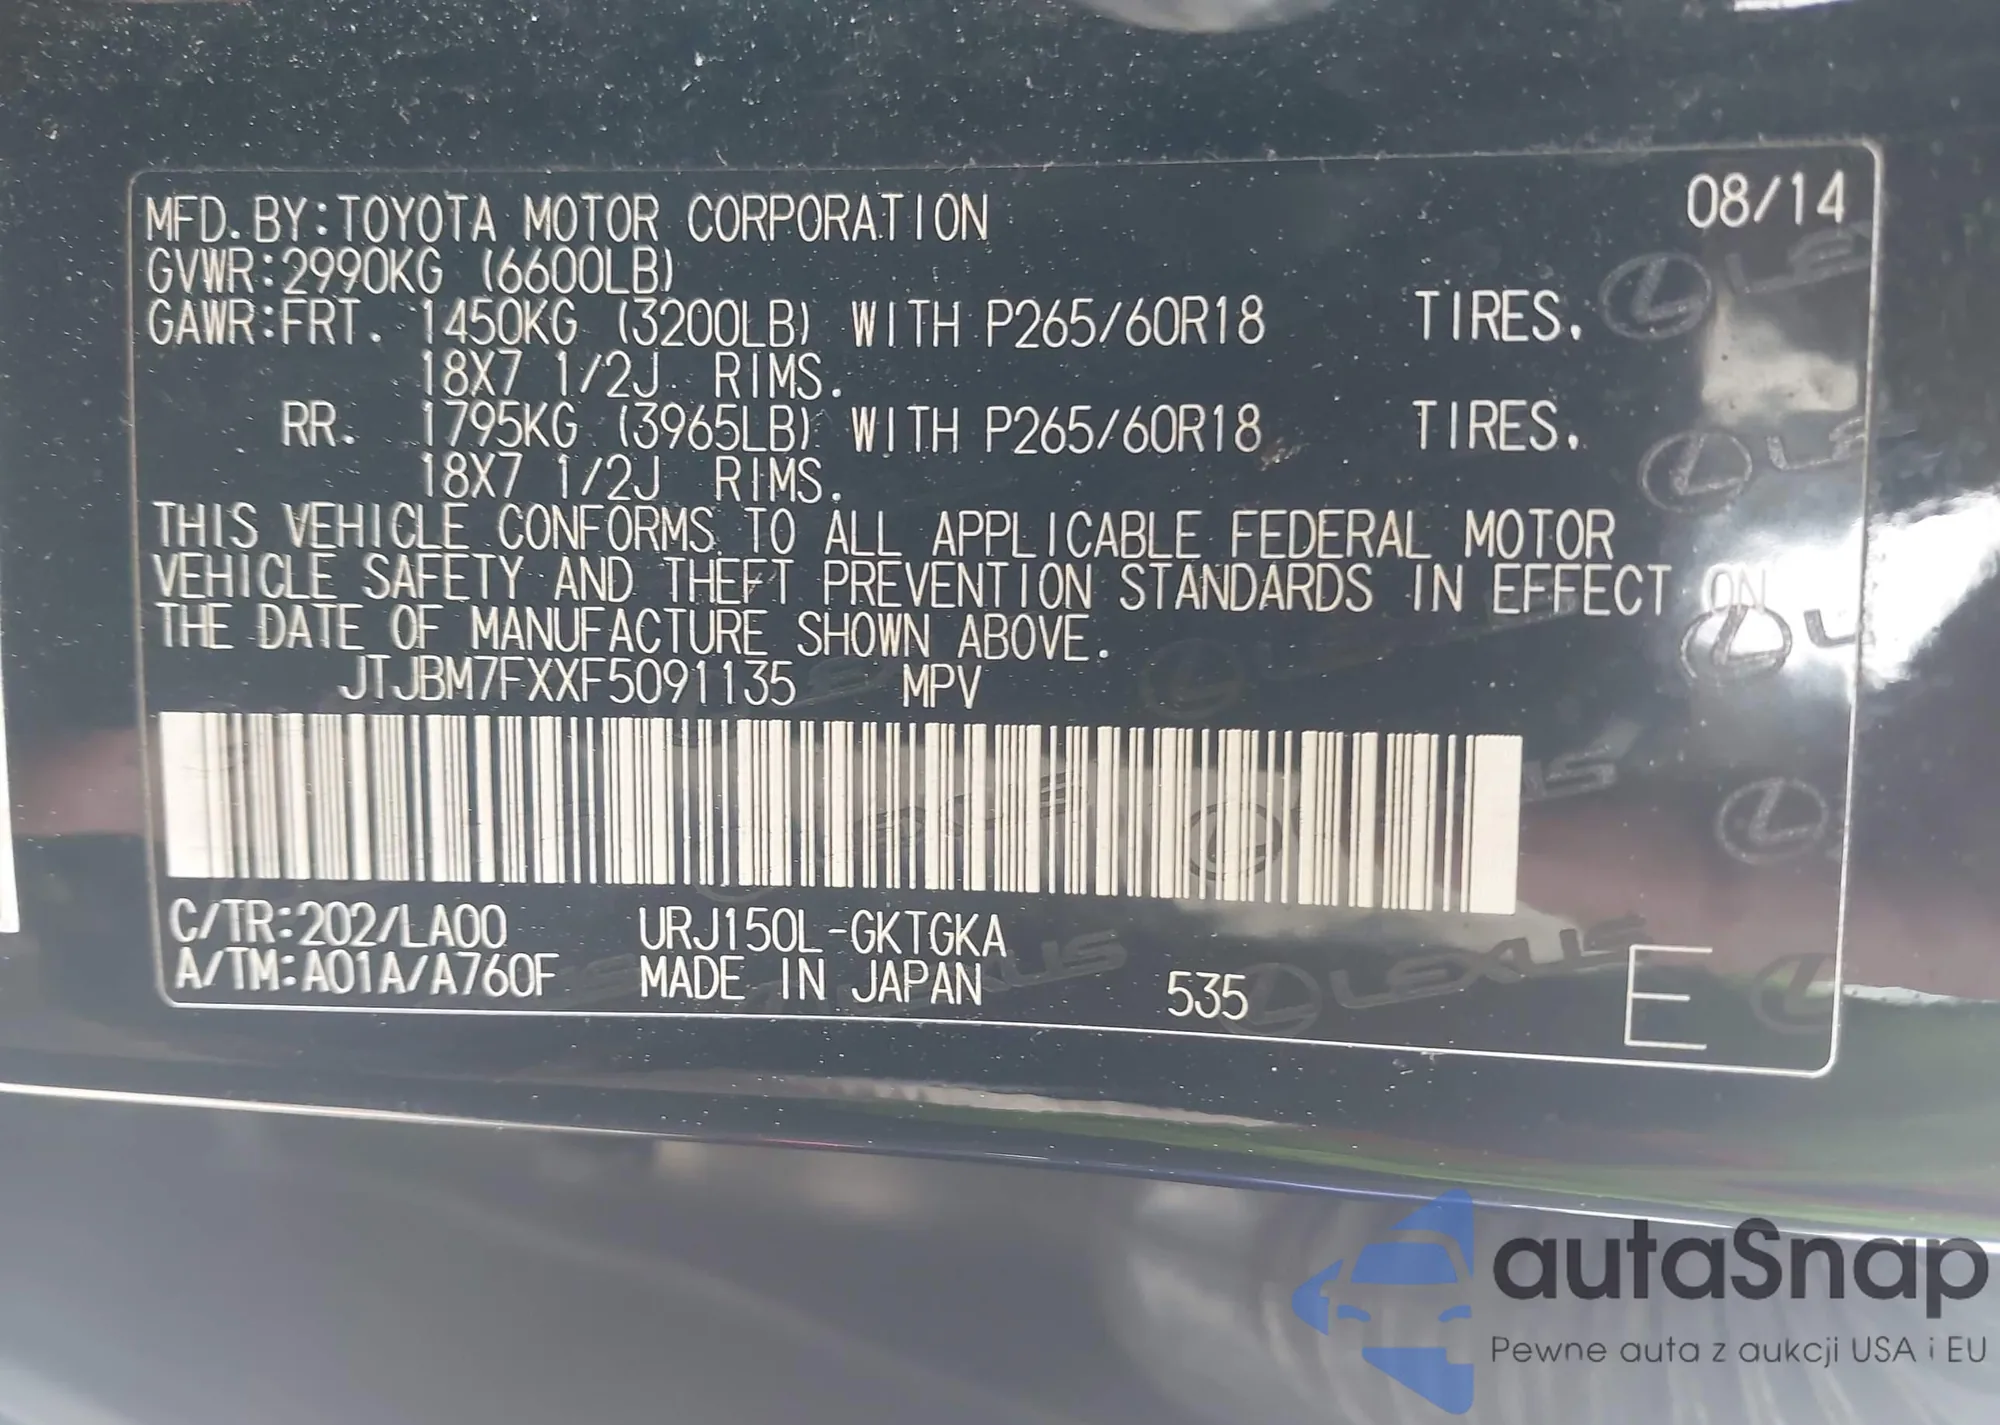 08/14
MFD.BY:TOYOTA MOTOR CORPORATION
GVWR:2990KG (6600LB)
GAWR:FRT. 1450KG (3200LB) WITH P265/60R18 TIRES.
18X7 1/2J RIMS.
RR. 1795KG (3965LB) WITH P265/60R18 TIRES.
18X7 1/2J RIMS.
THIS VEHICLE CONFORMS TO ALL APPLICABLE FEDERAL MOTOR
VEHICLE SAFETY AND THEFT PREVENTION STANDARDS IN EFFECT ON
THE DATE OF MANUFACTURE SHOWN ABOVE.
JTJBM7FXXF5091135 MPV
C/TR:202/LA00 URJ150L-GKTGKA
A/TM:A01A/A760F MADE IN JAPAN 535 E
LEXUS
autaSnap
Pewne auta z aukcji USA i EU